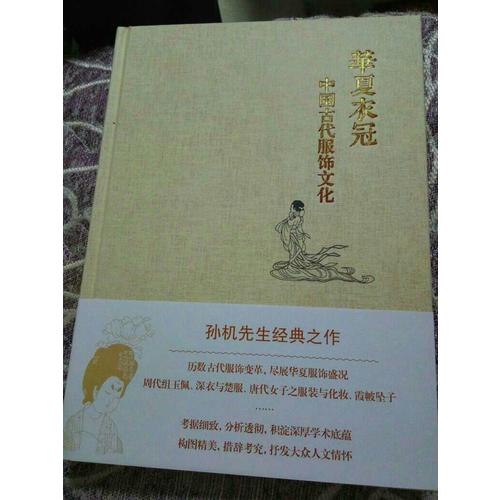 華夏衣冠
中国古代服饰文化
孙机先生经典之作
历数古代服饰变革，尽展华夏服饰盛况
周代组玉佩、深衣与楚服、唐代女子之服装与化妆、霞帔坠子
……
考据细致，分析透彻，积淀深厚学术底蕴
构图精美，措辞考究，抒发大众人文情怀